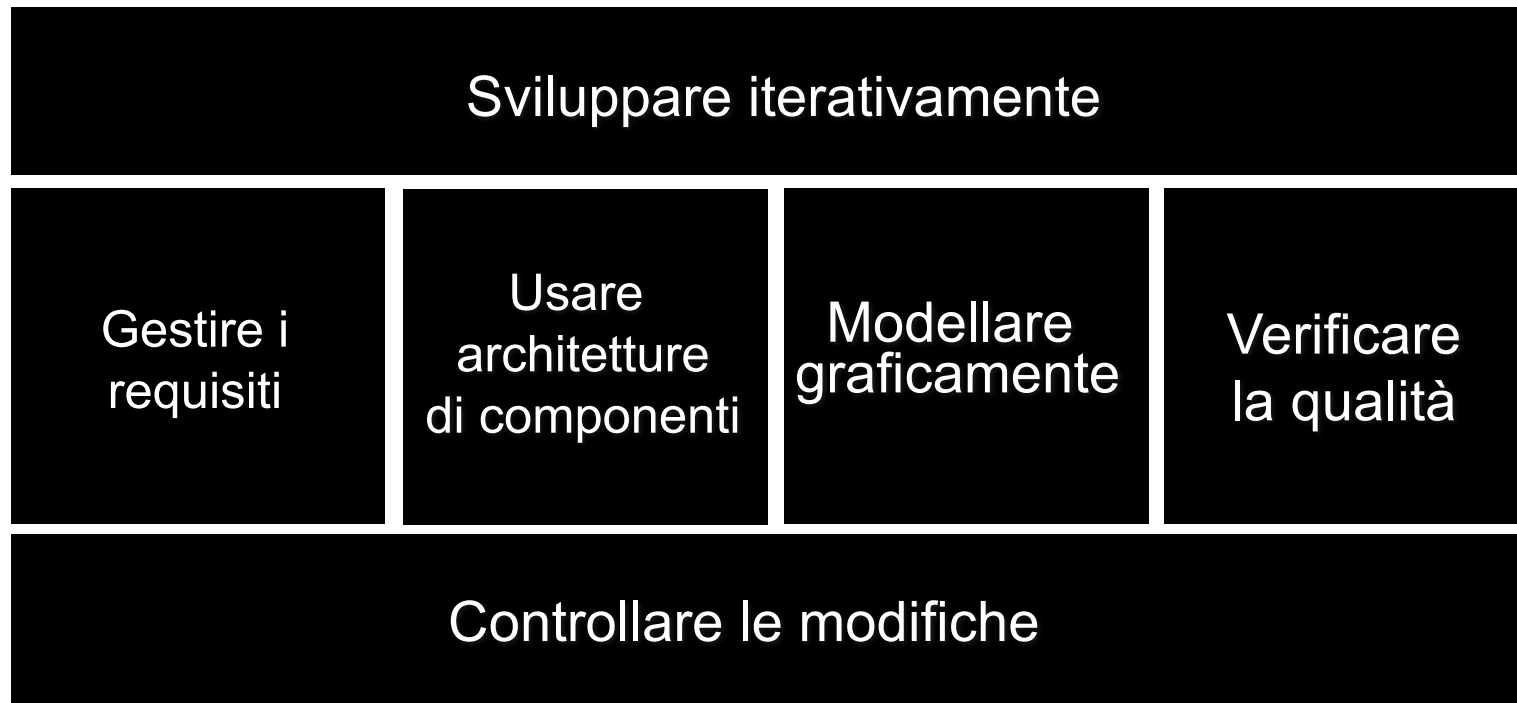 Sviluppare iterativamente
Gestire i
requisiti
Usare
architetture
di componenti
Modellare
graficamente
Verificare
la qualità
Controllare le modifiche